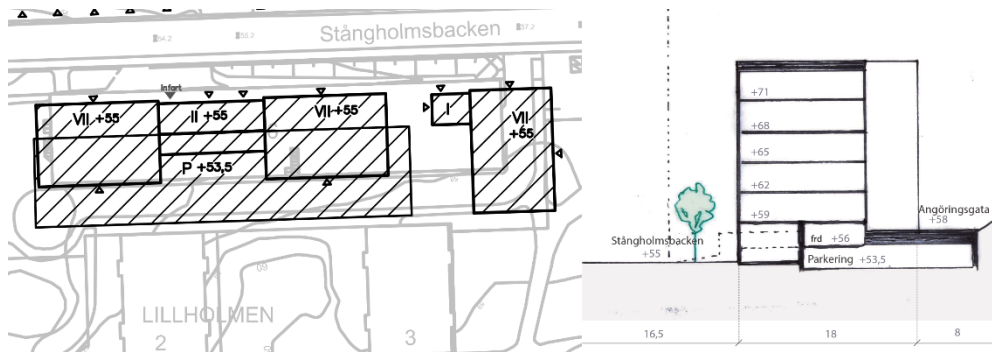 Stångholmsbacken
54.2
55.2
57.2
Infart
VII +55
II +55
VII +55
I
VII
+55
P +53,5
LILLHOLMEN
2
3
+71
+68
+65
+62
+59
Angöringsgata
+58
Stångholmsbacken
+55
frd +56
Parkering +53,5
16,5
18
8